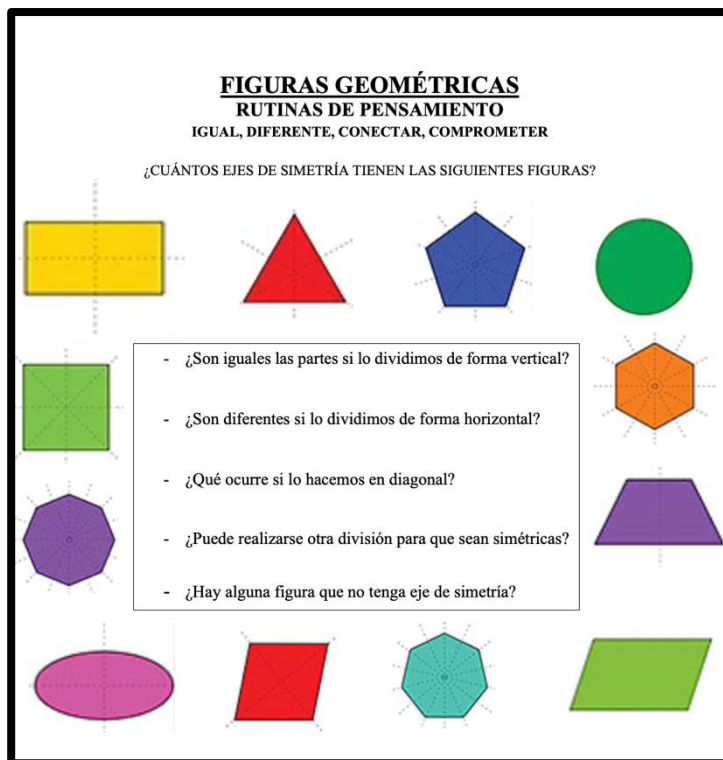 FIGURAS GEOMÉTRICAS
RUTINAS DE PENSAMIENTO
IGUAL, DIFERENTE, CONECTAR, COMPROMETER
¿CUÁNTOS EJES DE SIMETRÍA TIENEN LAS SIGUIENTES FIGURAS?
- ¿Son iguales las partes si lo dividimos de forma vertical?
- ¿Son diferentes si lo dividimos de forma horizontal?
- ¿Qué ocurre si lo hacemos en diagonal?
- ¿Puede realizarse otra división para que sean simétricas?
- ¿Hay alguna figura que no tenga eje de simetría?